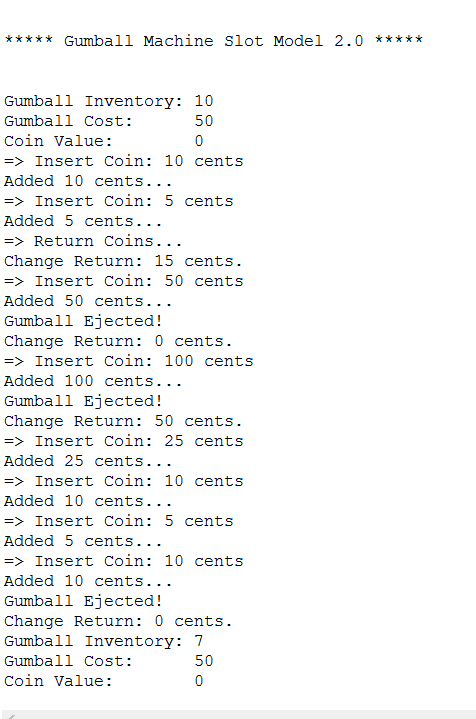 ***** Gumball Machine Slot Model 2.0 *****
Gumball Inventory: 10
Gumball Cost:      50
Coin Value:        0
=> Insert Coin: 10 cents
Added 10 cents...
=> Insert Coin: 5 cents
Added 5 cents...
=> Return Coins...
Change Return: 15 cents.
=> Insert Coin: 50 cents
Added 50 cents...
Gumball Ejected!
Change Return: 0 cents.
=> Insert Coin: 100 cents
Added 100 cents...
Gumball Ejected!
Change Return: 50 cents.
=> Insert Coin: 25 cents
Added 25 cents...
=> Insert Coin: 10 cents
Added 10 cents...
=> Insert Coin: 5 cents
Added 5 cents...
=> Insert Coin: 10 cents
Added 10 cents...
Gumball Ejected!
Change Return: 0 cents.
Gumball Inventory: 7
Gumball Cost:      50
Coin Value:        0